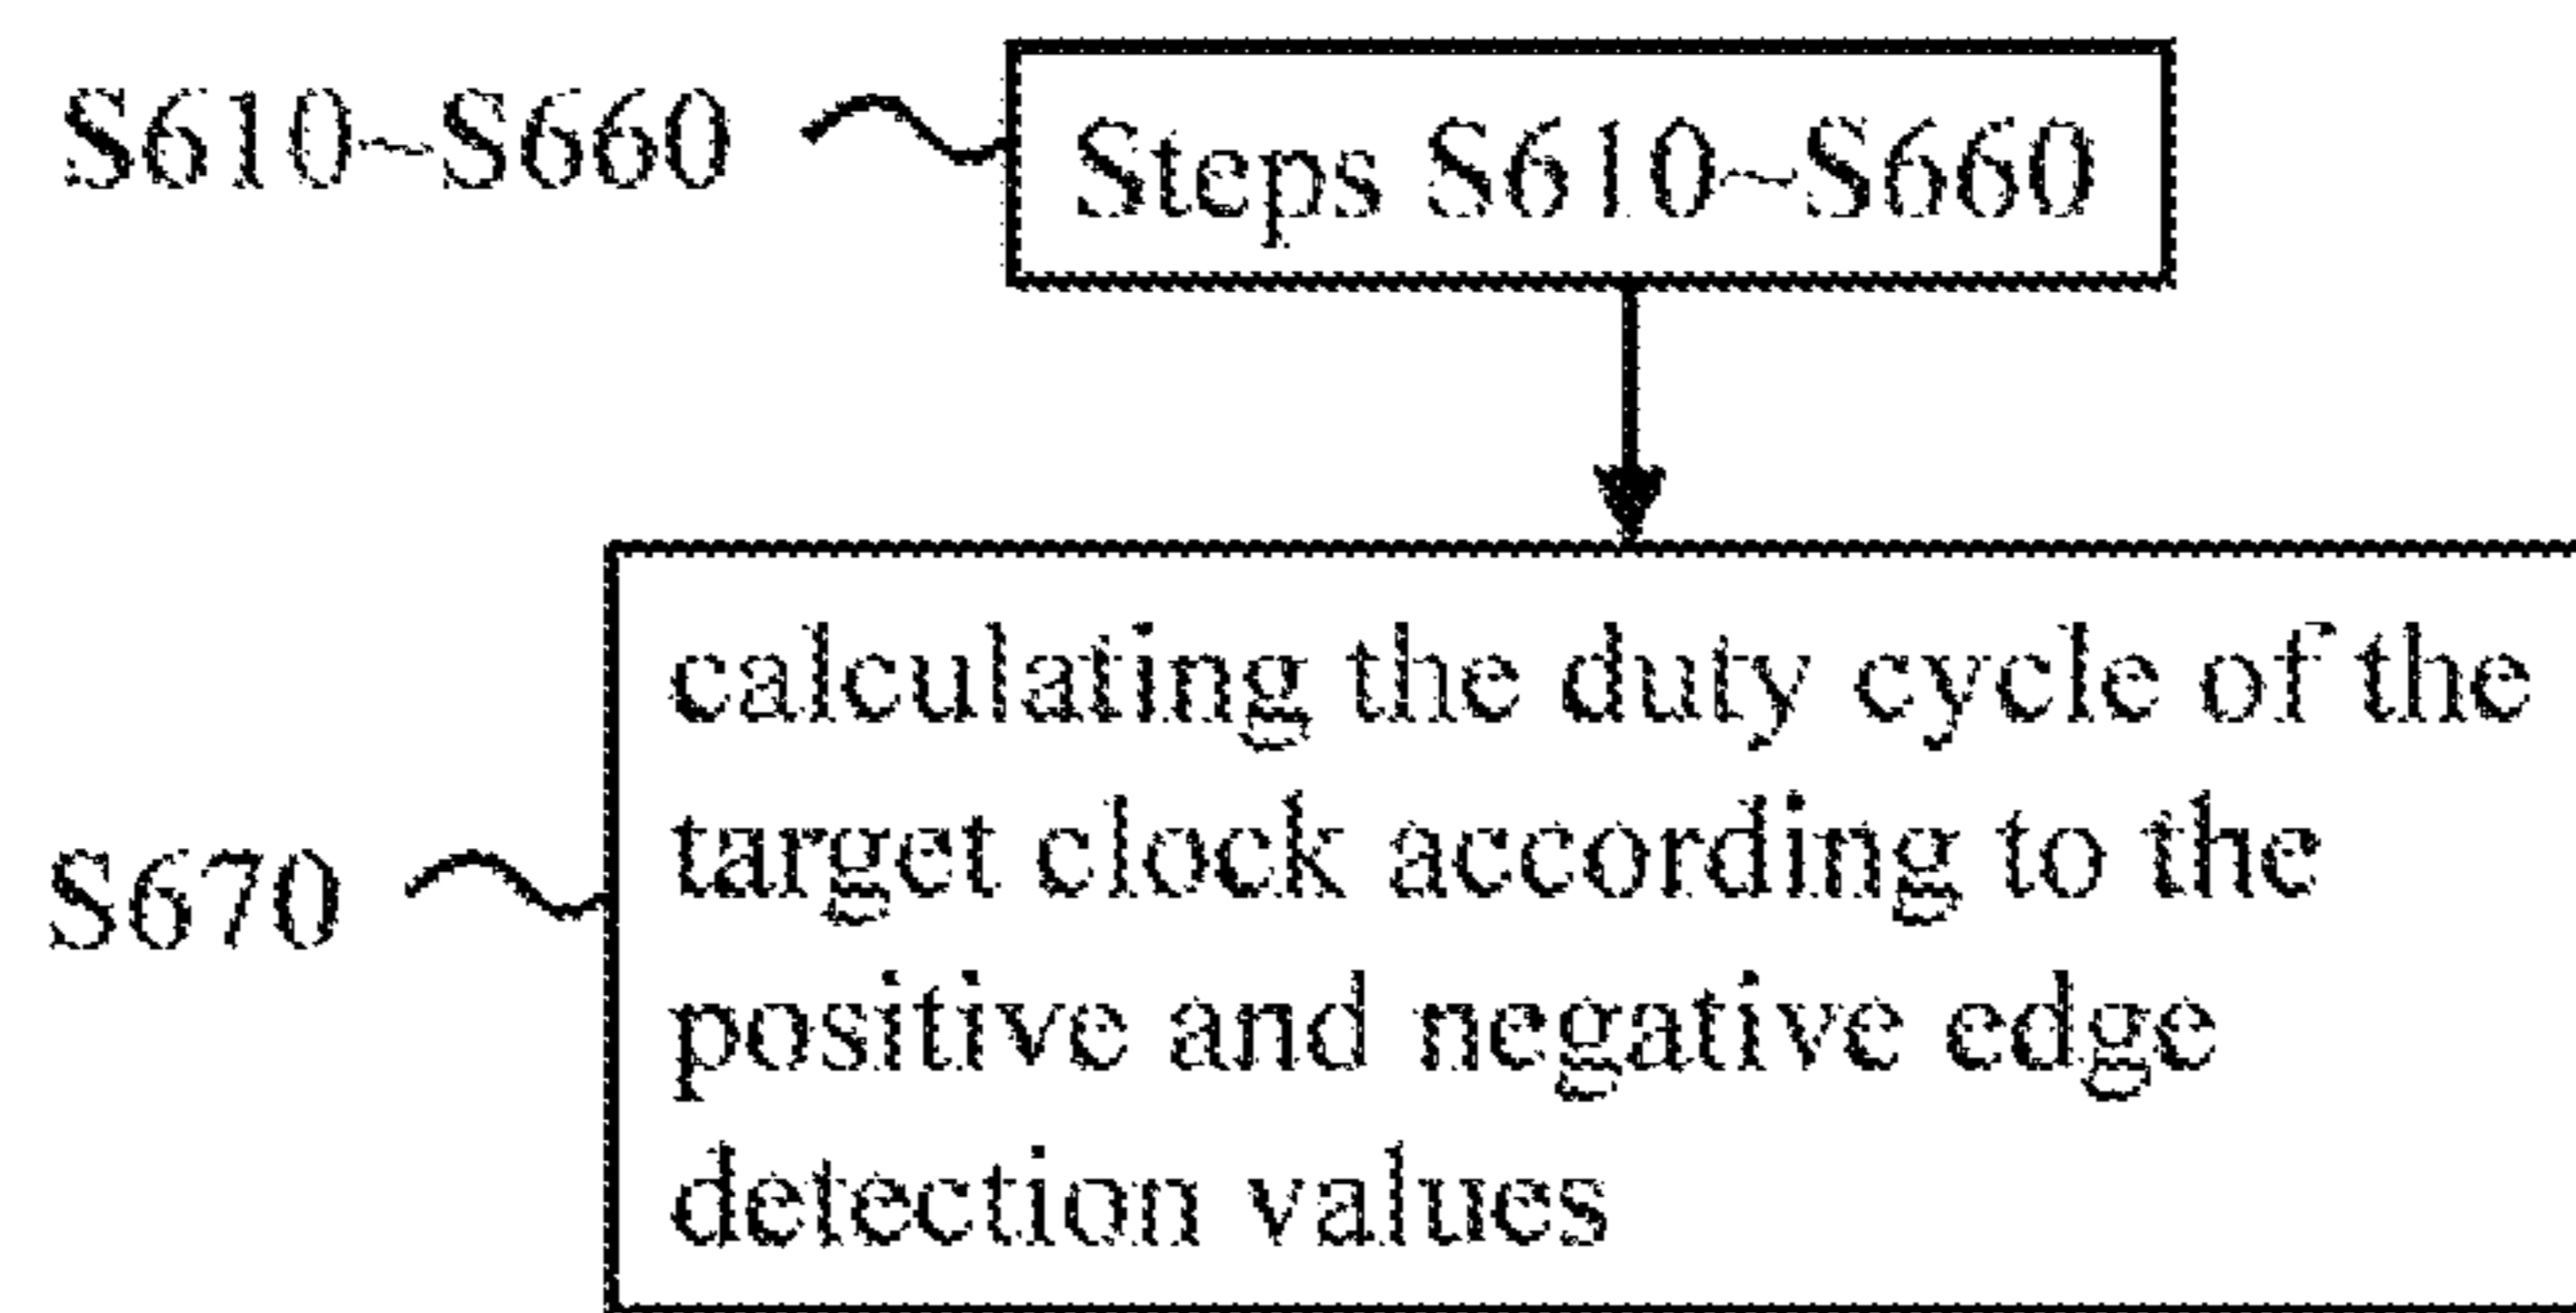 S610~S660
Steps S610~S660
S670
calculating the duty cycle of the
target clock according to the
positive and negative edge
detection values